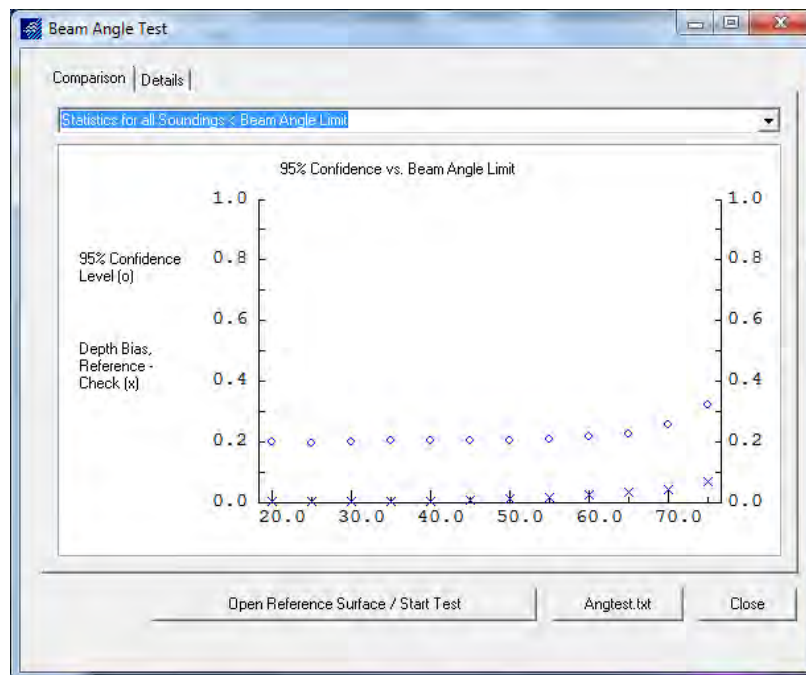 Beam Angle Test
Comparison
Details
Statistics for all Soundings < Beam Angle Limit
95% Confidence vs. Beam Angle Limit
95% Confidence
Level (o)
Depth Bias,
Reference -
Check (x)
1.0
0.8
0.6
0.4
0.2
0.0
1.0
0.8
0.6
0.4
0.2
0.0
20.0 30.0 40.0 50.0 60.0 70.0
Open Reference Surface / Start Test
Angtest.txt
Close